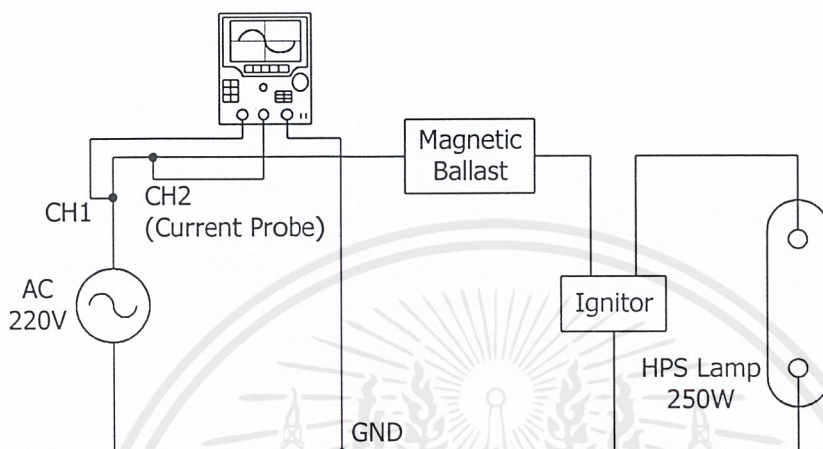 Magnetic
Ballast
CH1
CH2
(Current Probe)
AC
220V
Ignitor
HPS Lamp
250W
GND